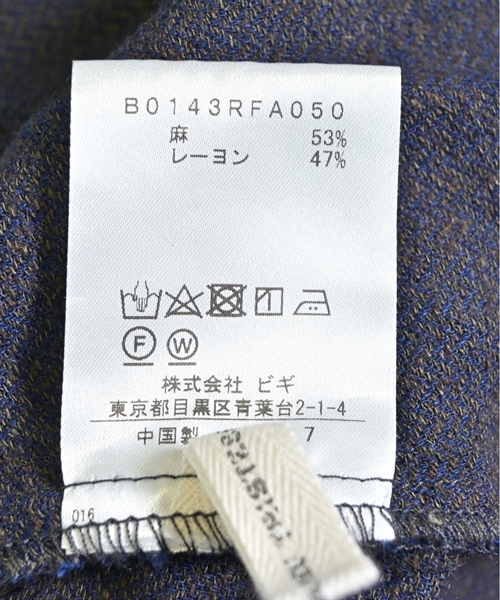 B0143RFA050
麻 53%
レーヨン 47%
F W
株式会社 ビギ
東京都目黒区青葉台2-1-4
中国製 7
016